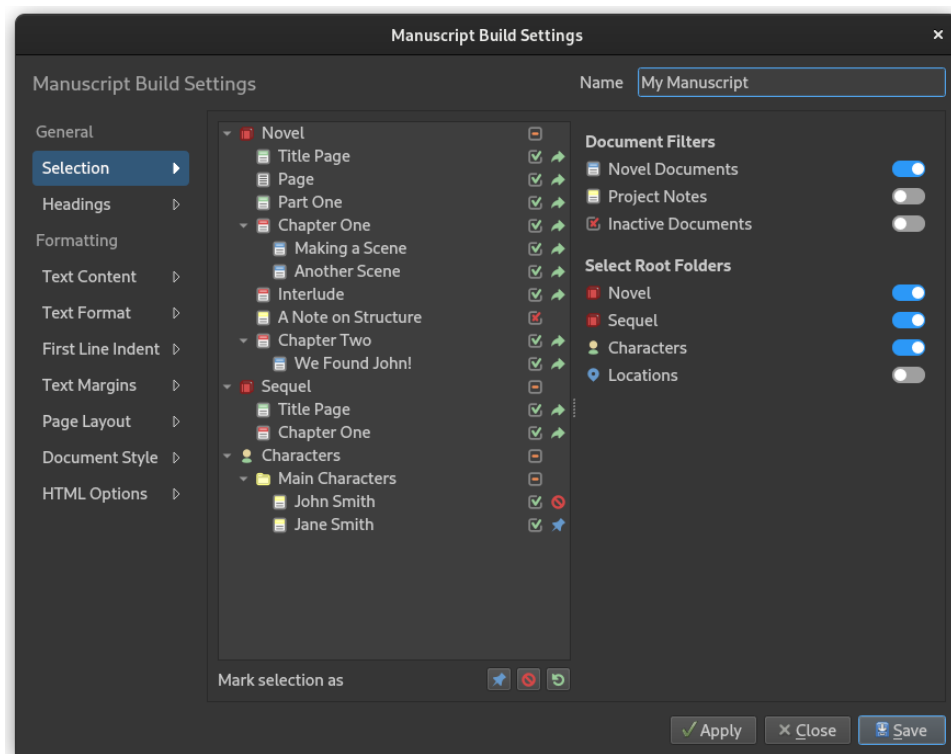 Manuscript Build Settings
Manuscript Build Settings
Name
My Manuscript
General
Selection
Headings
Formatting
Text Content
Text Format
First Line Indent
Text Margins
Page Layout
Document Style
HTML Options
Novel
Title Page
Page
Part One
Chapter One
Making a Scene
Another Scene
Interlude
A Note on Structure
Chapter Two
We Found John!
Sequel
Title Page
Chapter One
Characters
Main Characters
John Smith
Jane Smith
Mark selection as
Document Filters
Novel Documents
Project Notes
Inactive Documents
Select Root Folders
Novel
Sequel
Characters
Locations
Apply
Close
Save